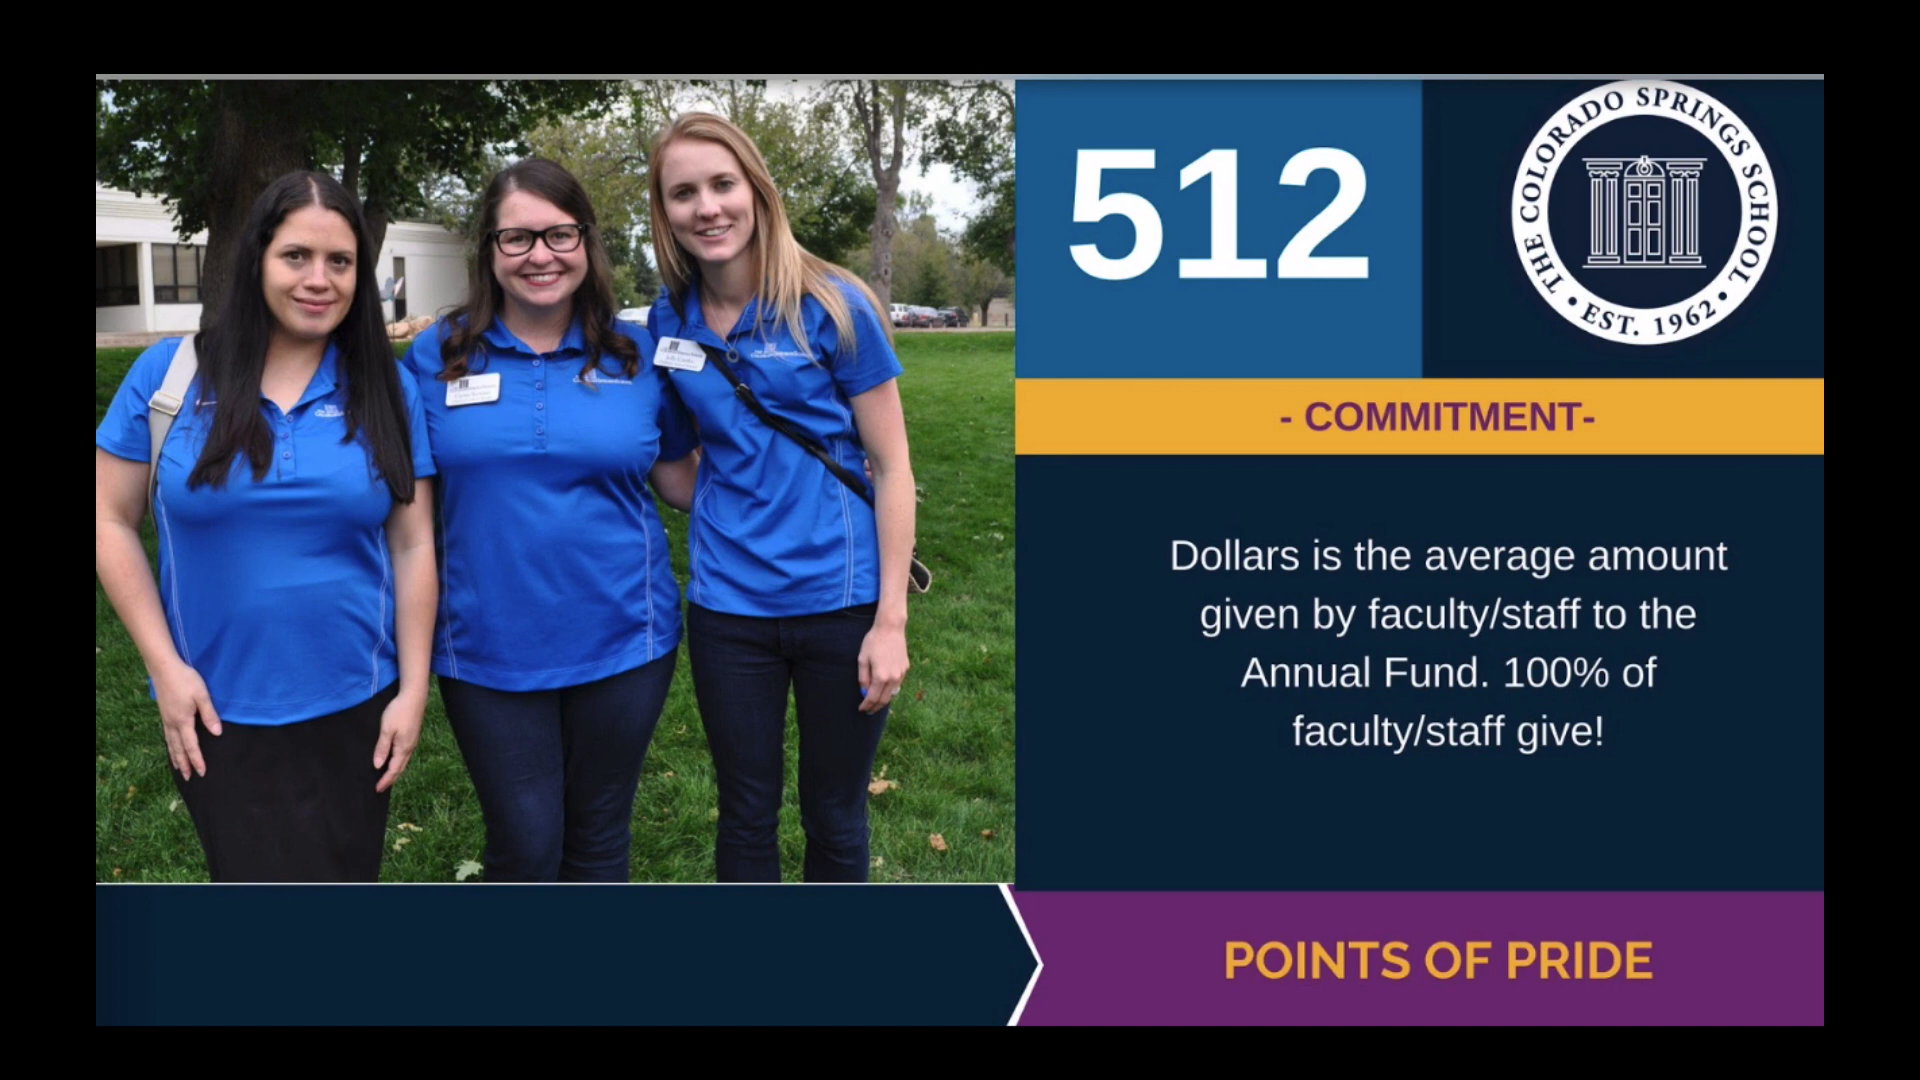 512
THE COLORADO SPRINGS SCHOOL
• EST. 1962 •
- COMMITMENT-
Dollars is the average amount
given by faculty/staff to the
Annual Fund. 100% of
faculty/staff give!
POINTS OF PRIDE